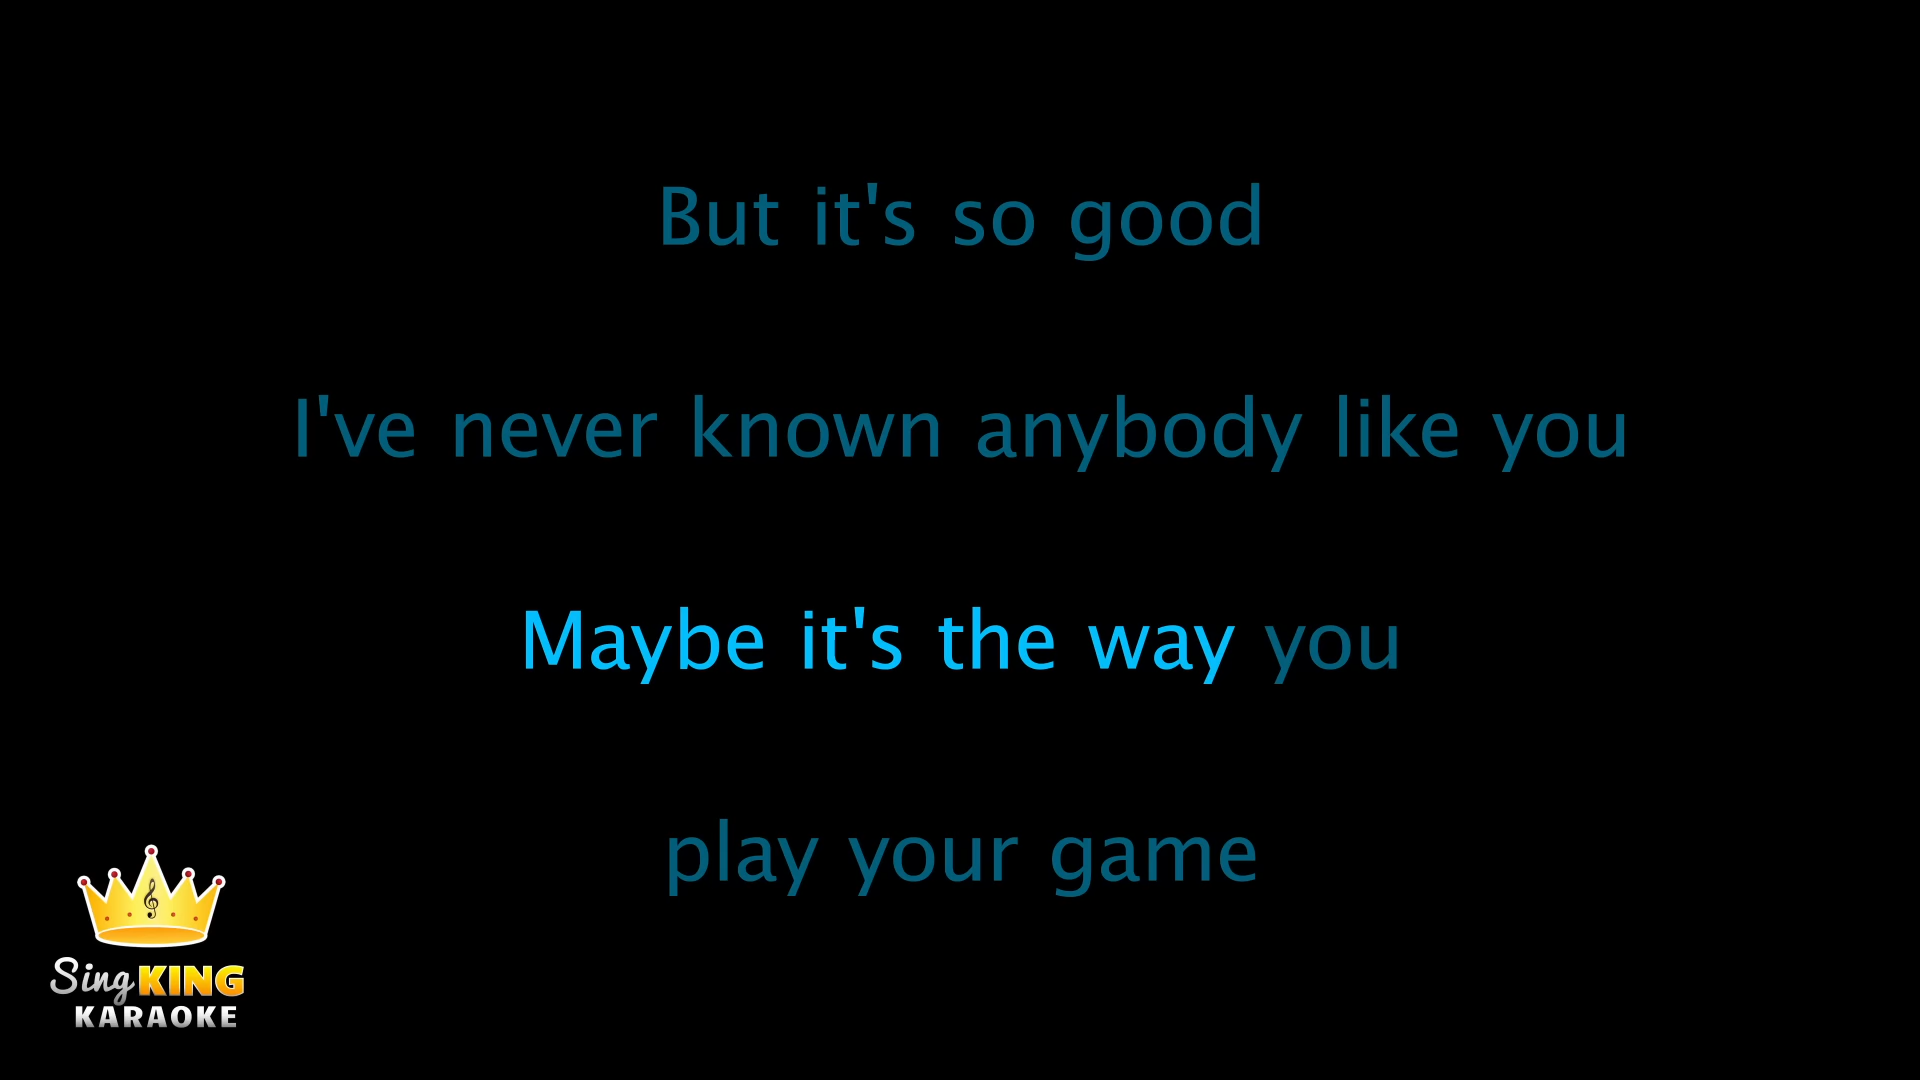 But it's so good
I've never known anybody like you
Maybe it's the way you
play your game
Sing KING
KARAOKE